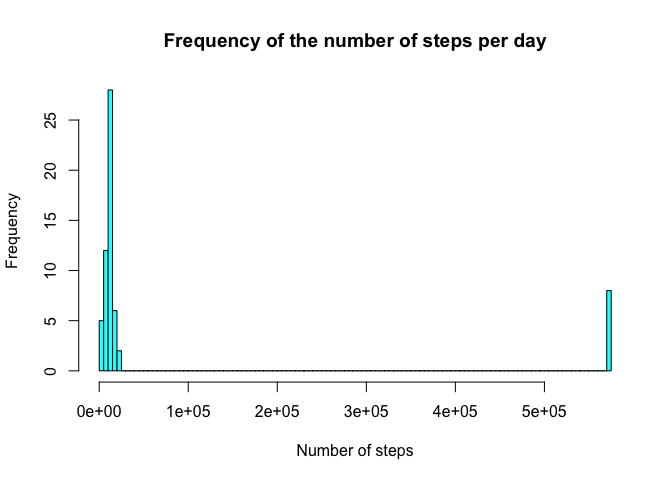 Frequency of the number of steps per day
Frequency
25
20
15
10
5
0
0e+00 1e+05 2e+05 3e+05 4e+05 5e+05
Number of steps